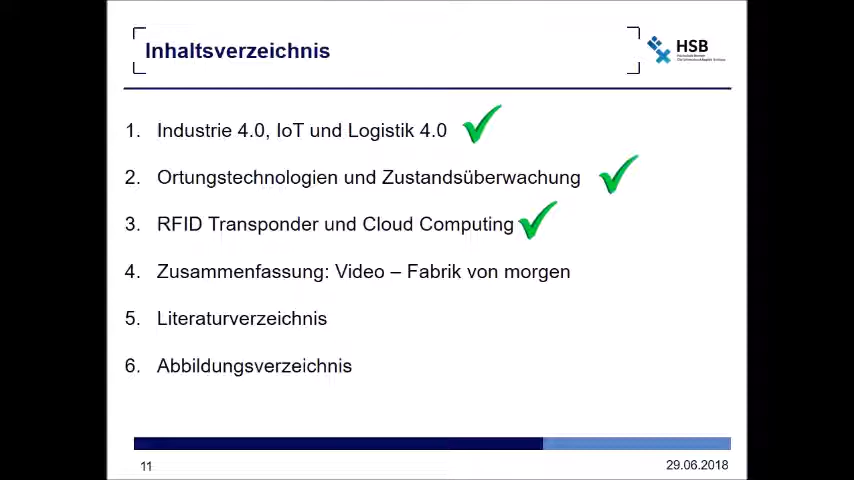 Inhaltsverzeichnis
HSB
1. Industrie 4.0, IoT und Logistik 4.0
2. Ortungstechnologien und Zustandsüberwachung
3. RFID Transponder und Cloud Computing
4. Zusammenfassung: Video – Fabrik von morgen
5. Literaturverzeichnis
6. Abbildungsverzeichnis
11
29.06.2018